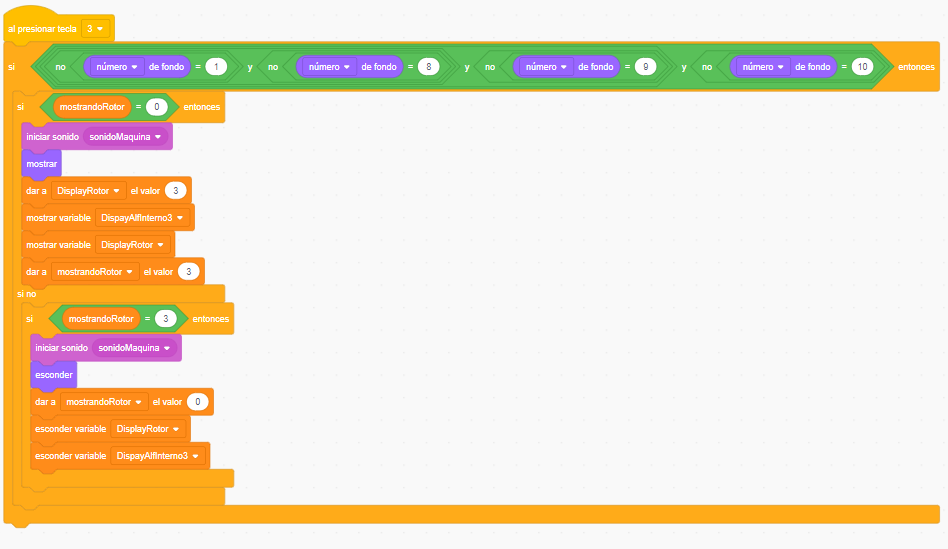 al presionar tecla 3
si no número de fondo = 1 y no número de fondo = 8 y no número de fondo = 9 y no número de fondo = 10 entonces
si mostrandoRotor = 0 entonces
iniciar sonido sonidoMaquina
mostrar
dar a DisplayRotor el valor 3
mostrar variable DispayAlfInterno3
mostrar variable DisplayRotor
dar a mostrandoRotor el valor 3
si no
si mostrandoRotor = 3 entonces
iniciar sonido sonidoMaquina
esconder
dar a mostrandoRotor el valor 0
esconder variable DisplayRotor
esconder variable DispayAlfInterno3